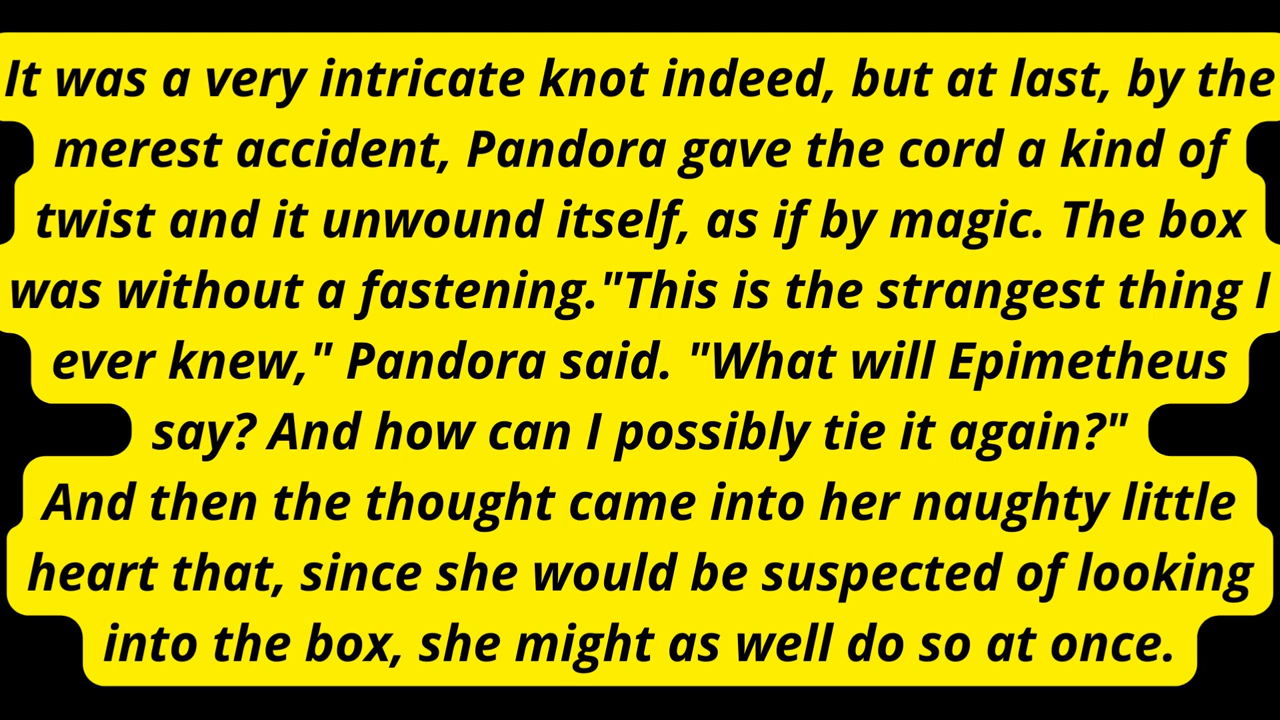 It was a very intricate knot indeed, but at last, by the
merest accident, Pandora gave the cord a kind of
twist and it unwound itself, as if by magic. The box
was without a fastening."This is the strangest thing I
ever knew," Pandora said. "What will Epimetheus
say? And how can I possibly tie it again?"
And then the thought came into her naughty little
heart that, since she would be suspected of looking
into the box, she might as well do so at once.